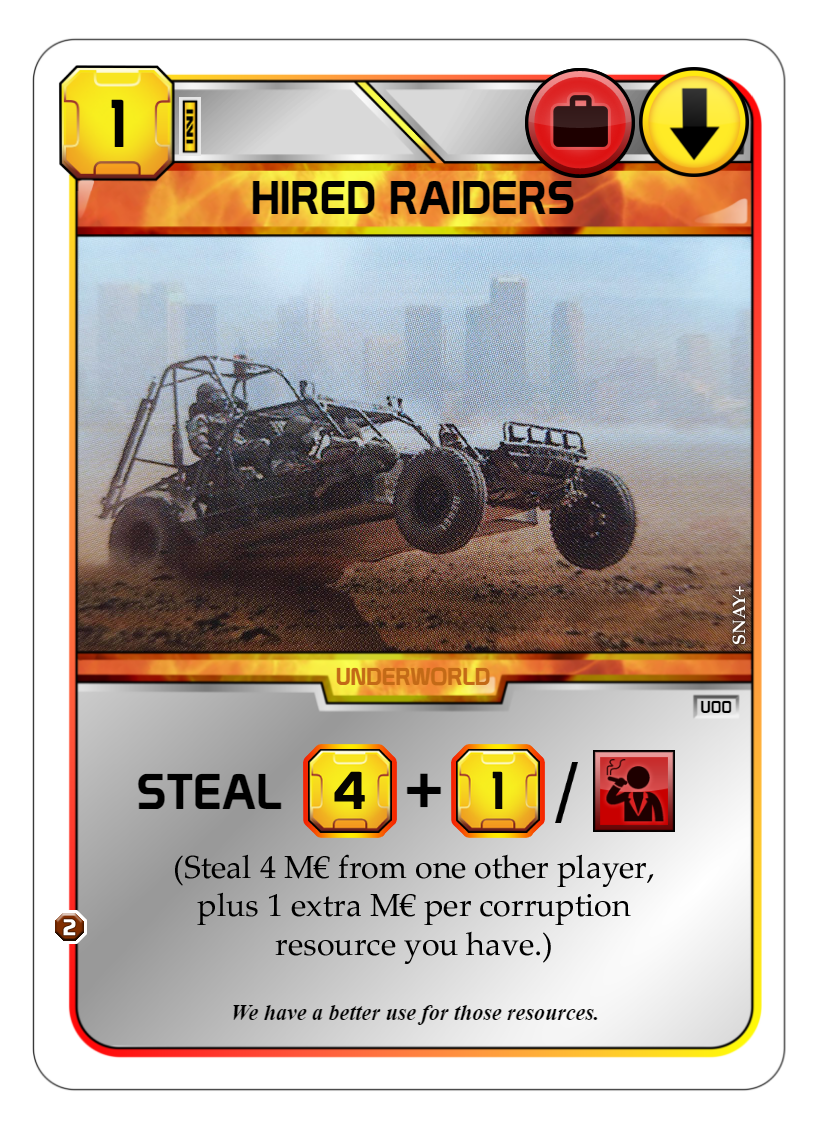 1
INI
HIRED RAIDERS
SNAY+
UNDERWORLD
U00
STEAL 4 + 1 /
(Steal 4 M€ from one other player,
plus 1 extra M€ per corruption
resource you have.)
2
We have a better use for those resources.